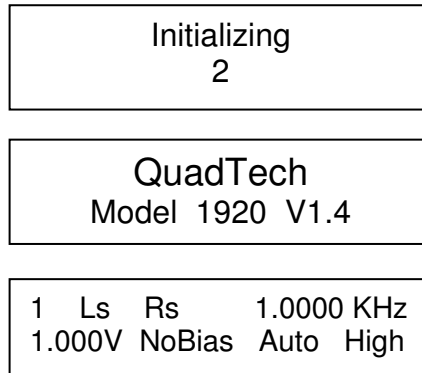 Initializing
2
QuadTech
Model 1920 V1.4
1 Ls Rs 1.0000 KHz
1.000V NoBias Auto High